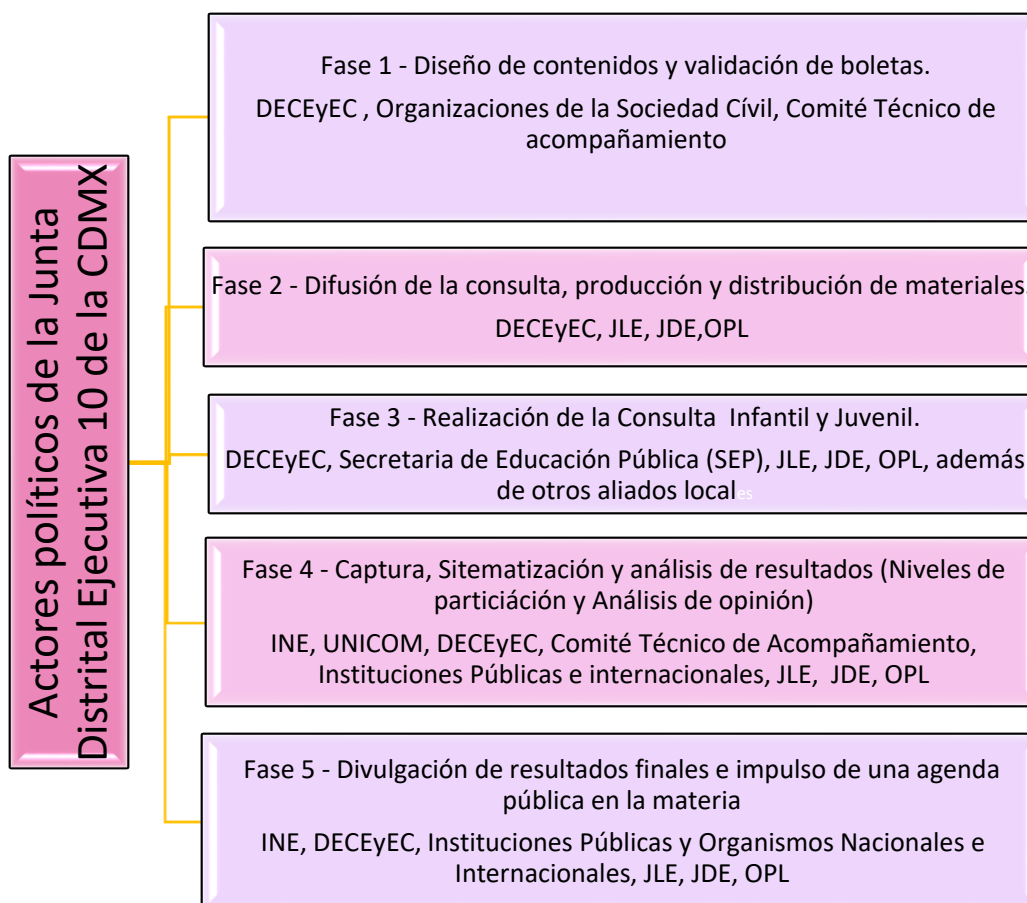 Actores políticos de la Junta
Distrital Ejecutiva 10 de la CDMX
Fase 1 - Diseño de contenidos y validación de boletas.
DECEyEC , Organizaciones de la Sociedad Cívil, Comité Técnico de
acompañamiento
Fase 2 - Difusión de la consulta, producción y distribución de materiales.
DECEyEC, JLE, JDE,OPL
Fase 3 - Realización de la Consulta Infantil y Juvenil.
DECEyEC, Secretaria de Educación Pública (SEP), JLE, JDE, OPL, además
de otros aliados locales
Fase 4 - Captura, Sitematización y análisis de resultados (Niveles de
particiáción y Análisis de opinión)
INE, UNICOM, DECEyEC, Comité Técnico de Acompañamiento,
Instituciones Públicas e internacionales, JLE, JDE, OPL
Fase 5 - Divulgación de resultados finales e impulso de una agenda
pública en la materia
INE, DECEyEC, Instituciones Públicas y Organismos Nacionales e
Internacionales, JLE, JDE, OPL